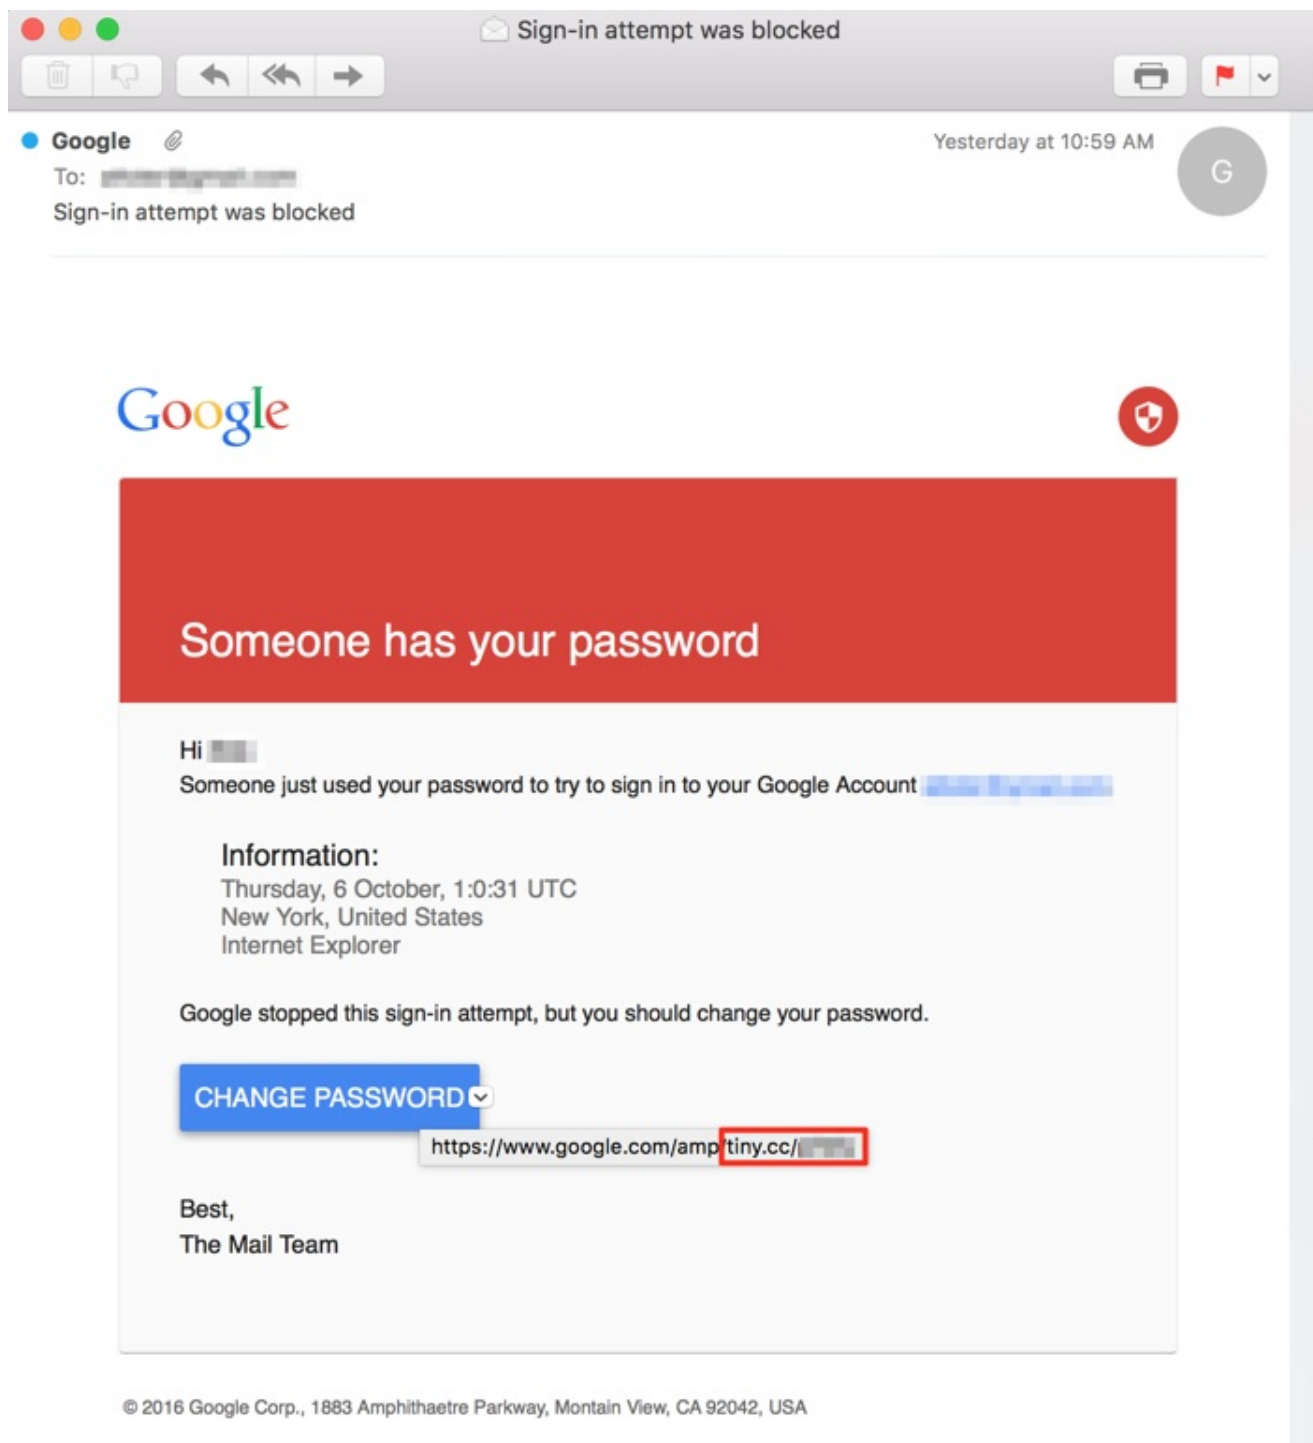 Sign-in attempt was blocked
Google
Yesterday at 10:59 AM
G
To:
Sign-in attempt was blocked
Google
Someone has your password
Hi
Someone just used your password to try to sign in to your Google Account
Information:
Thursday, 6 October, 1:0:31 UTC
New York, United States
Internet Explorer
Google stopped this sign-in attempt, but you should change your password.
CHANGE PASSWORD
https://www.google.com/amp/tiny.cc/
Best,
The Mail Team
© 2016 Google Corp., 1883 Amphithaetre Parkway, Montain View, CA 92042, USA